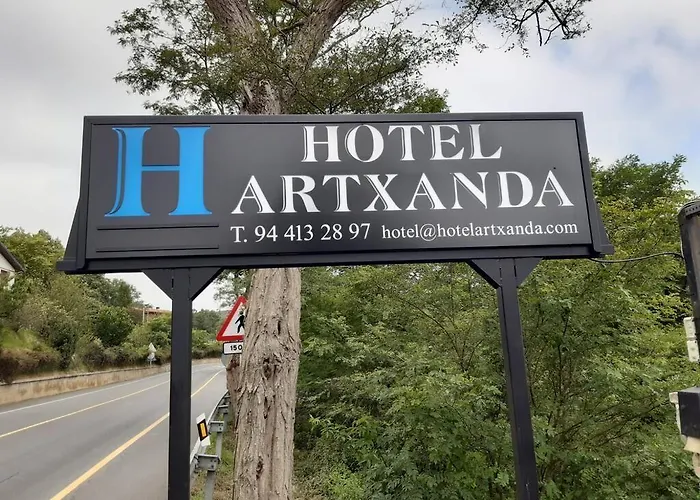 H HOTEL
ARTXANDA
T. 94 413 28 97 hotel@hotelartxanda.com
150